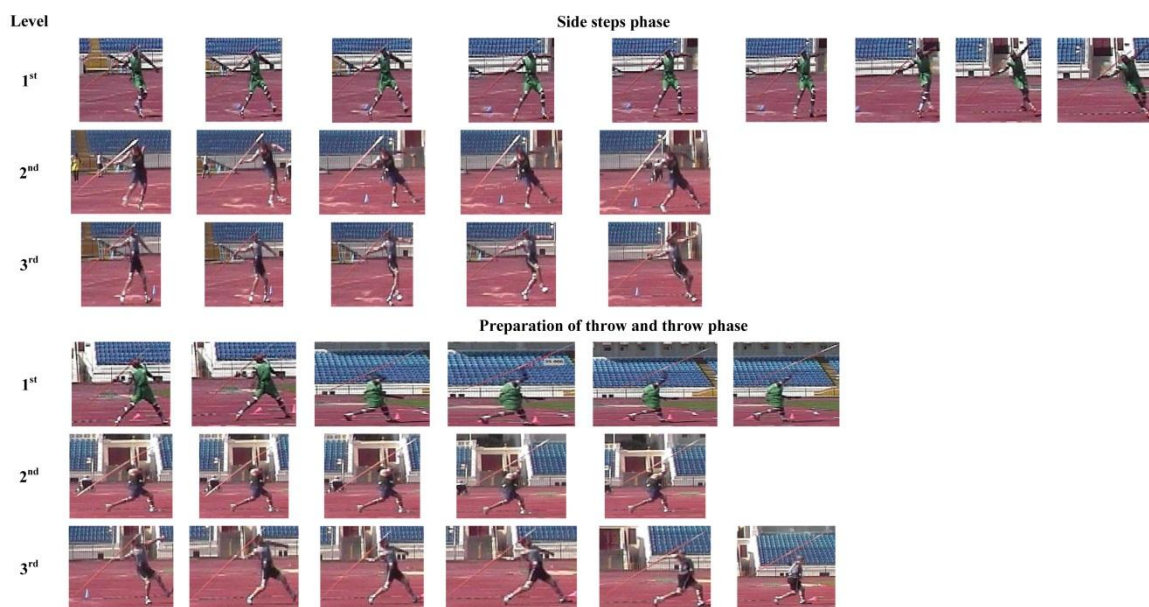 Level
Side steps phase
1st
2nd
3rd
Preparation of throw and throw phase
1st
2nd
3rd